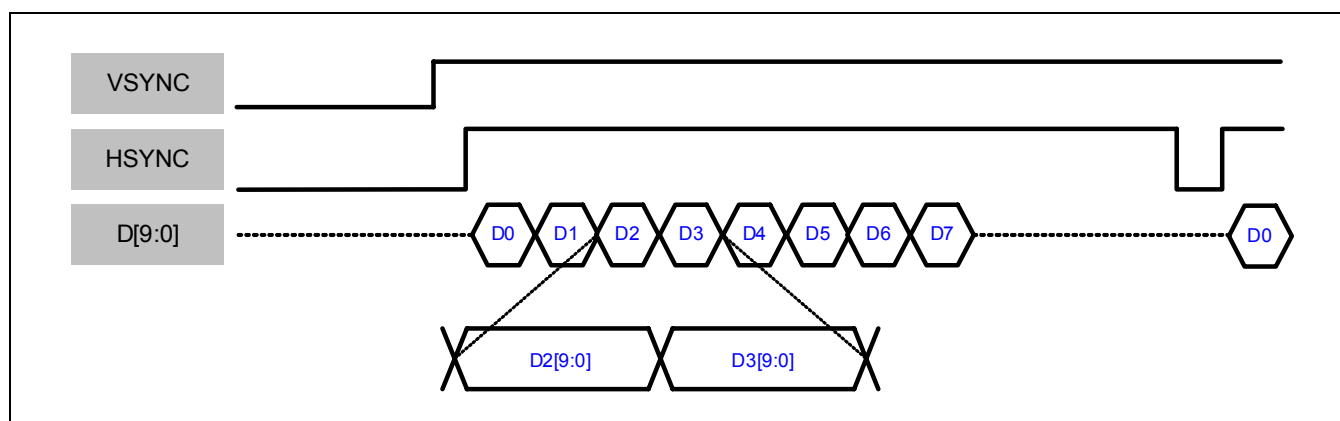 VSYNC
HSYNC
D[9:0] D0 D1 D2 D3 D4 D5 D6 D7 D0
D2[9:0] D3[9:0]